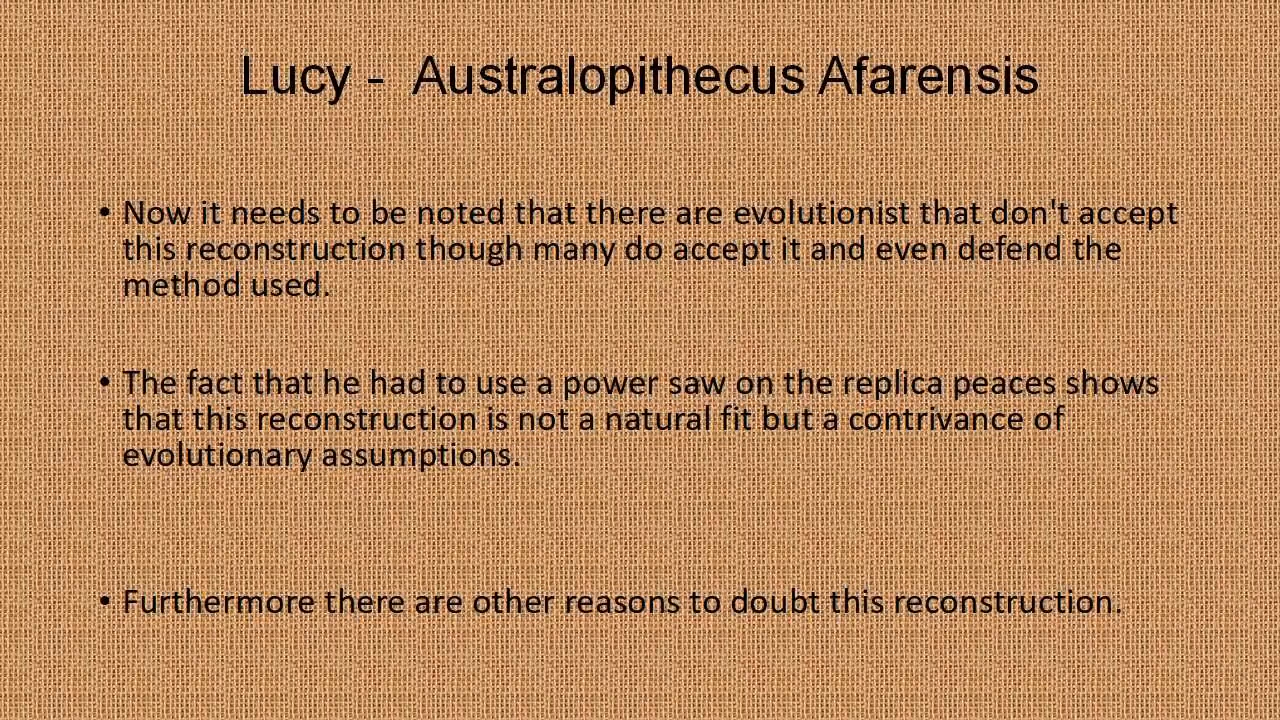 Lucy - Australopithecus Afarensis
• Now it needs to be noted that there are evolutionist that don't accept
this reconstruction though many do accept it and even defend the
method used.
• The fact that he had to use a power saw on the replica peaces shows
that this reconstruction is not a natural fit but a contrivance of
evolutionary assumptions.
• Furthermore there are other reasons to doubt this reconstruction.